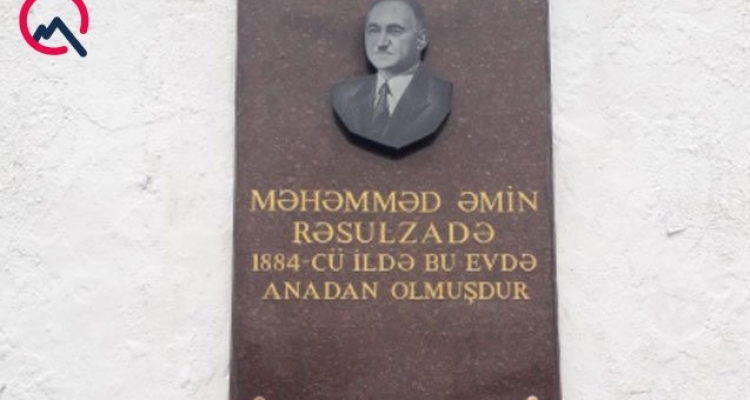 MƏHƏMMƏD ƏMİN
RƏSULZADƏ
1884-CÜ İLDƏ BU EVDƏ
ANADAN OLMUŞDUR